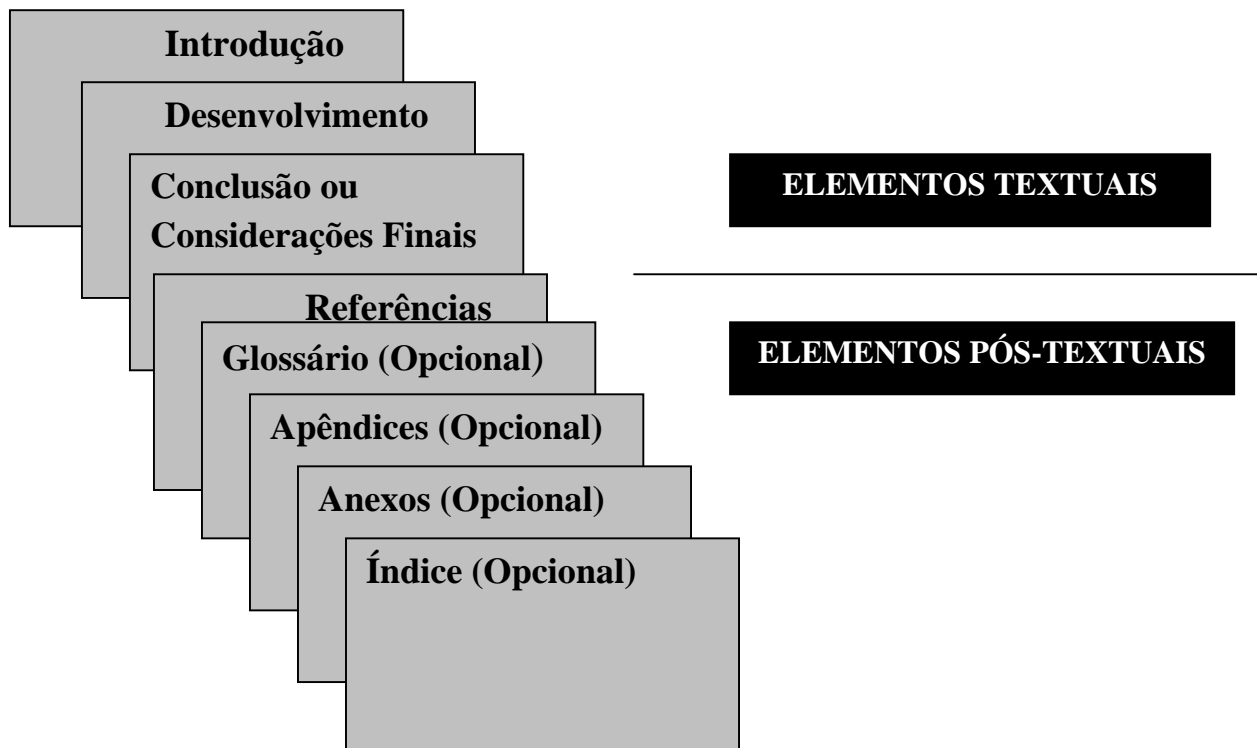 Introdução
Desenvolvimento
Conclusão ou
Considerações Finais
ELEMENTOS TEXTUAIS
Referências
Glossário (Opcional)
ELEMENTOS PÓS-TEXTUAIS
Apêndices (Opcional)
Anexos (Opcional)
Índice (Opcional)